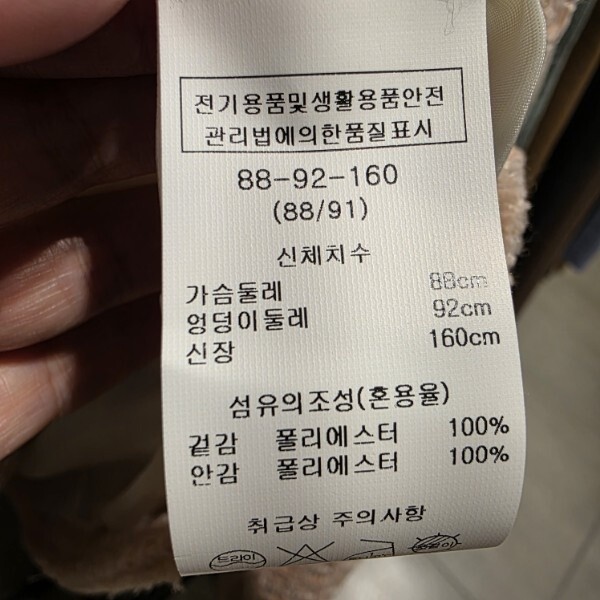 전기용품및생활용품안전
관리법에의한품질표시
88-92-160
(88/91)
신체치수
가슴둘레 88cm
엉덩이둘레 92cm
신장 160cm
섬유의조성(혼용율)
겉감 폴리에스터 100%
안감 폴리에스터 100%
취급상 주의사항
드라이